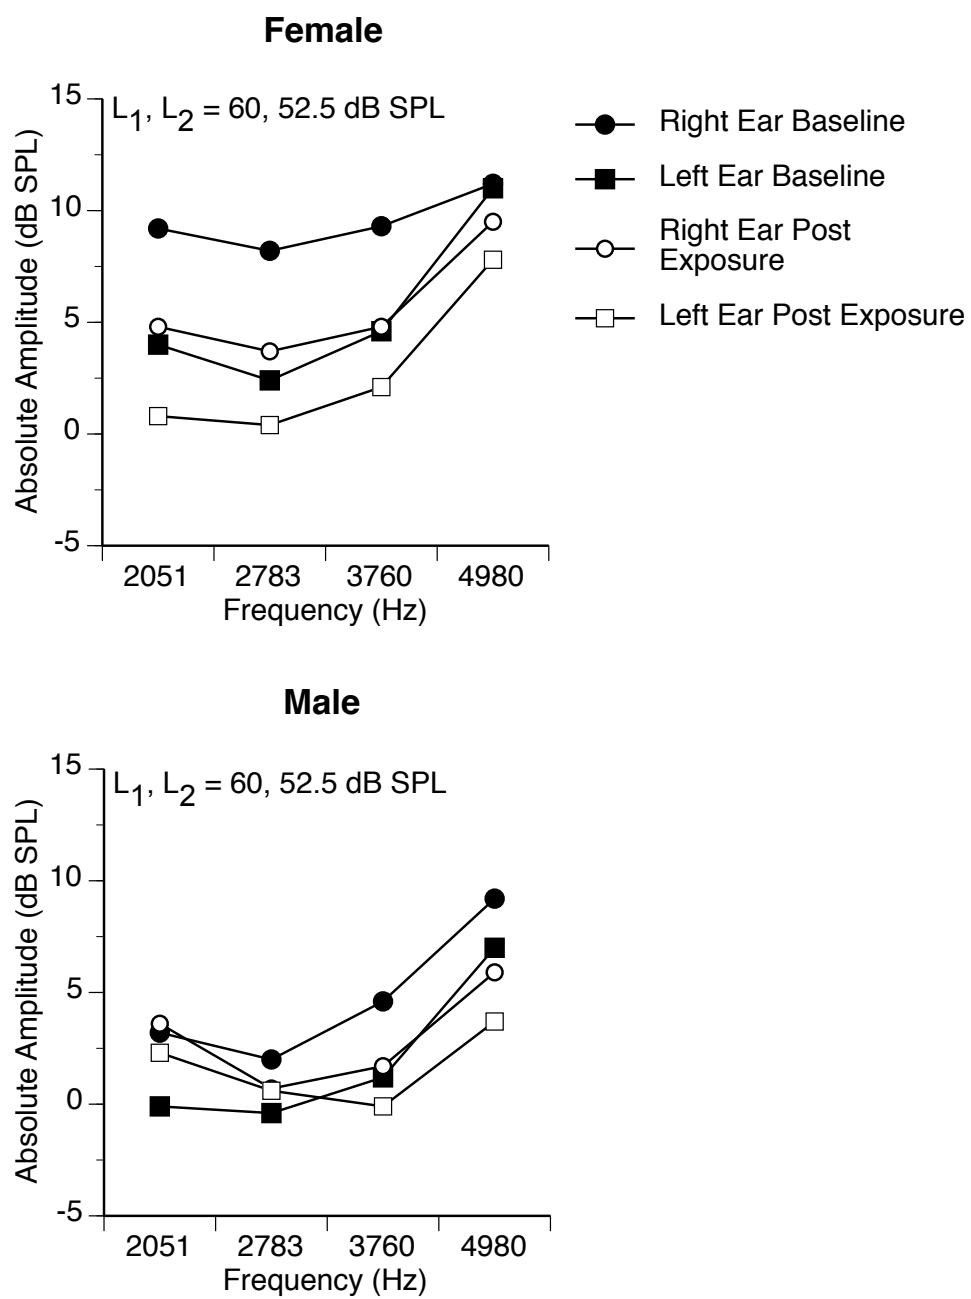 Female
L1, L2 = 60, 52.5 dB SPL
15
10
5
0
-5
Absolute Amplitude (dB SPL)
2051 2783 3760 4980
Frequency (Hz)
Right Ear Baseline
Left Ear Baseline
Right Ear Post
Exposure
Left Ear Post Exposure
Male
L1, L2 = 60, 52.5 dB SPL
15
10
5
0
-5
Absolute Amplitude (dB SPL)
2051 2783 3760 4980
Frequency (Hz)